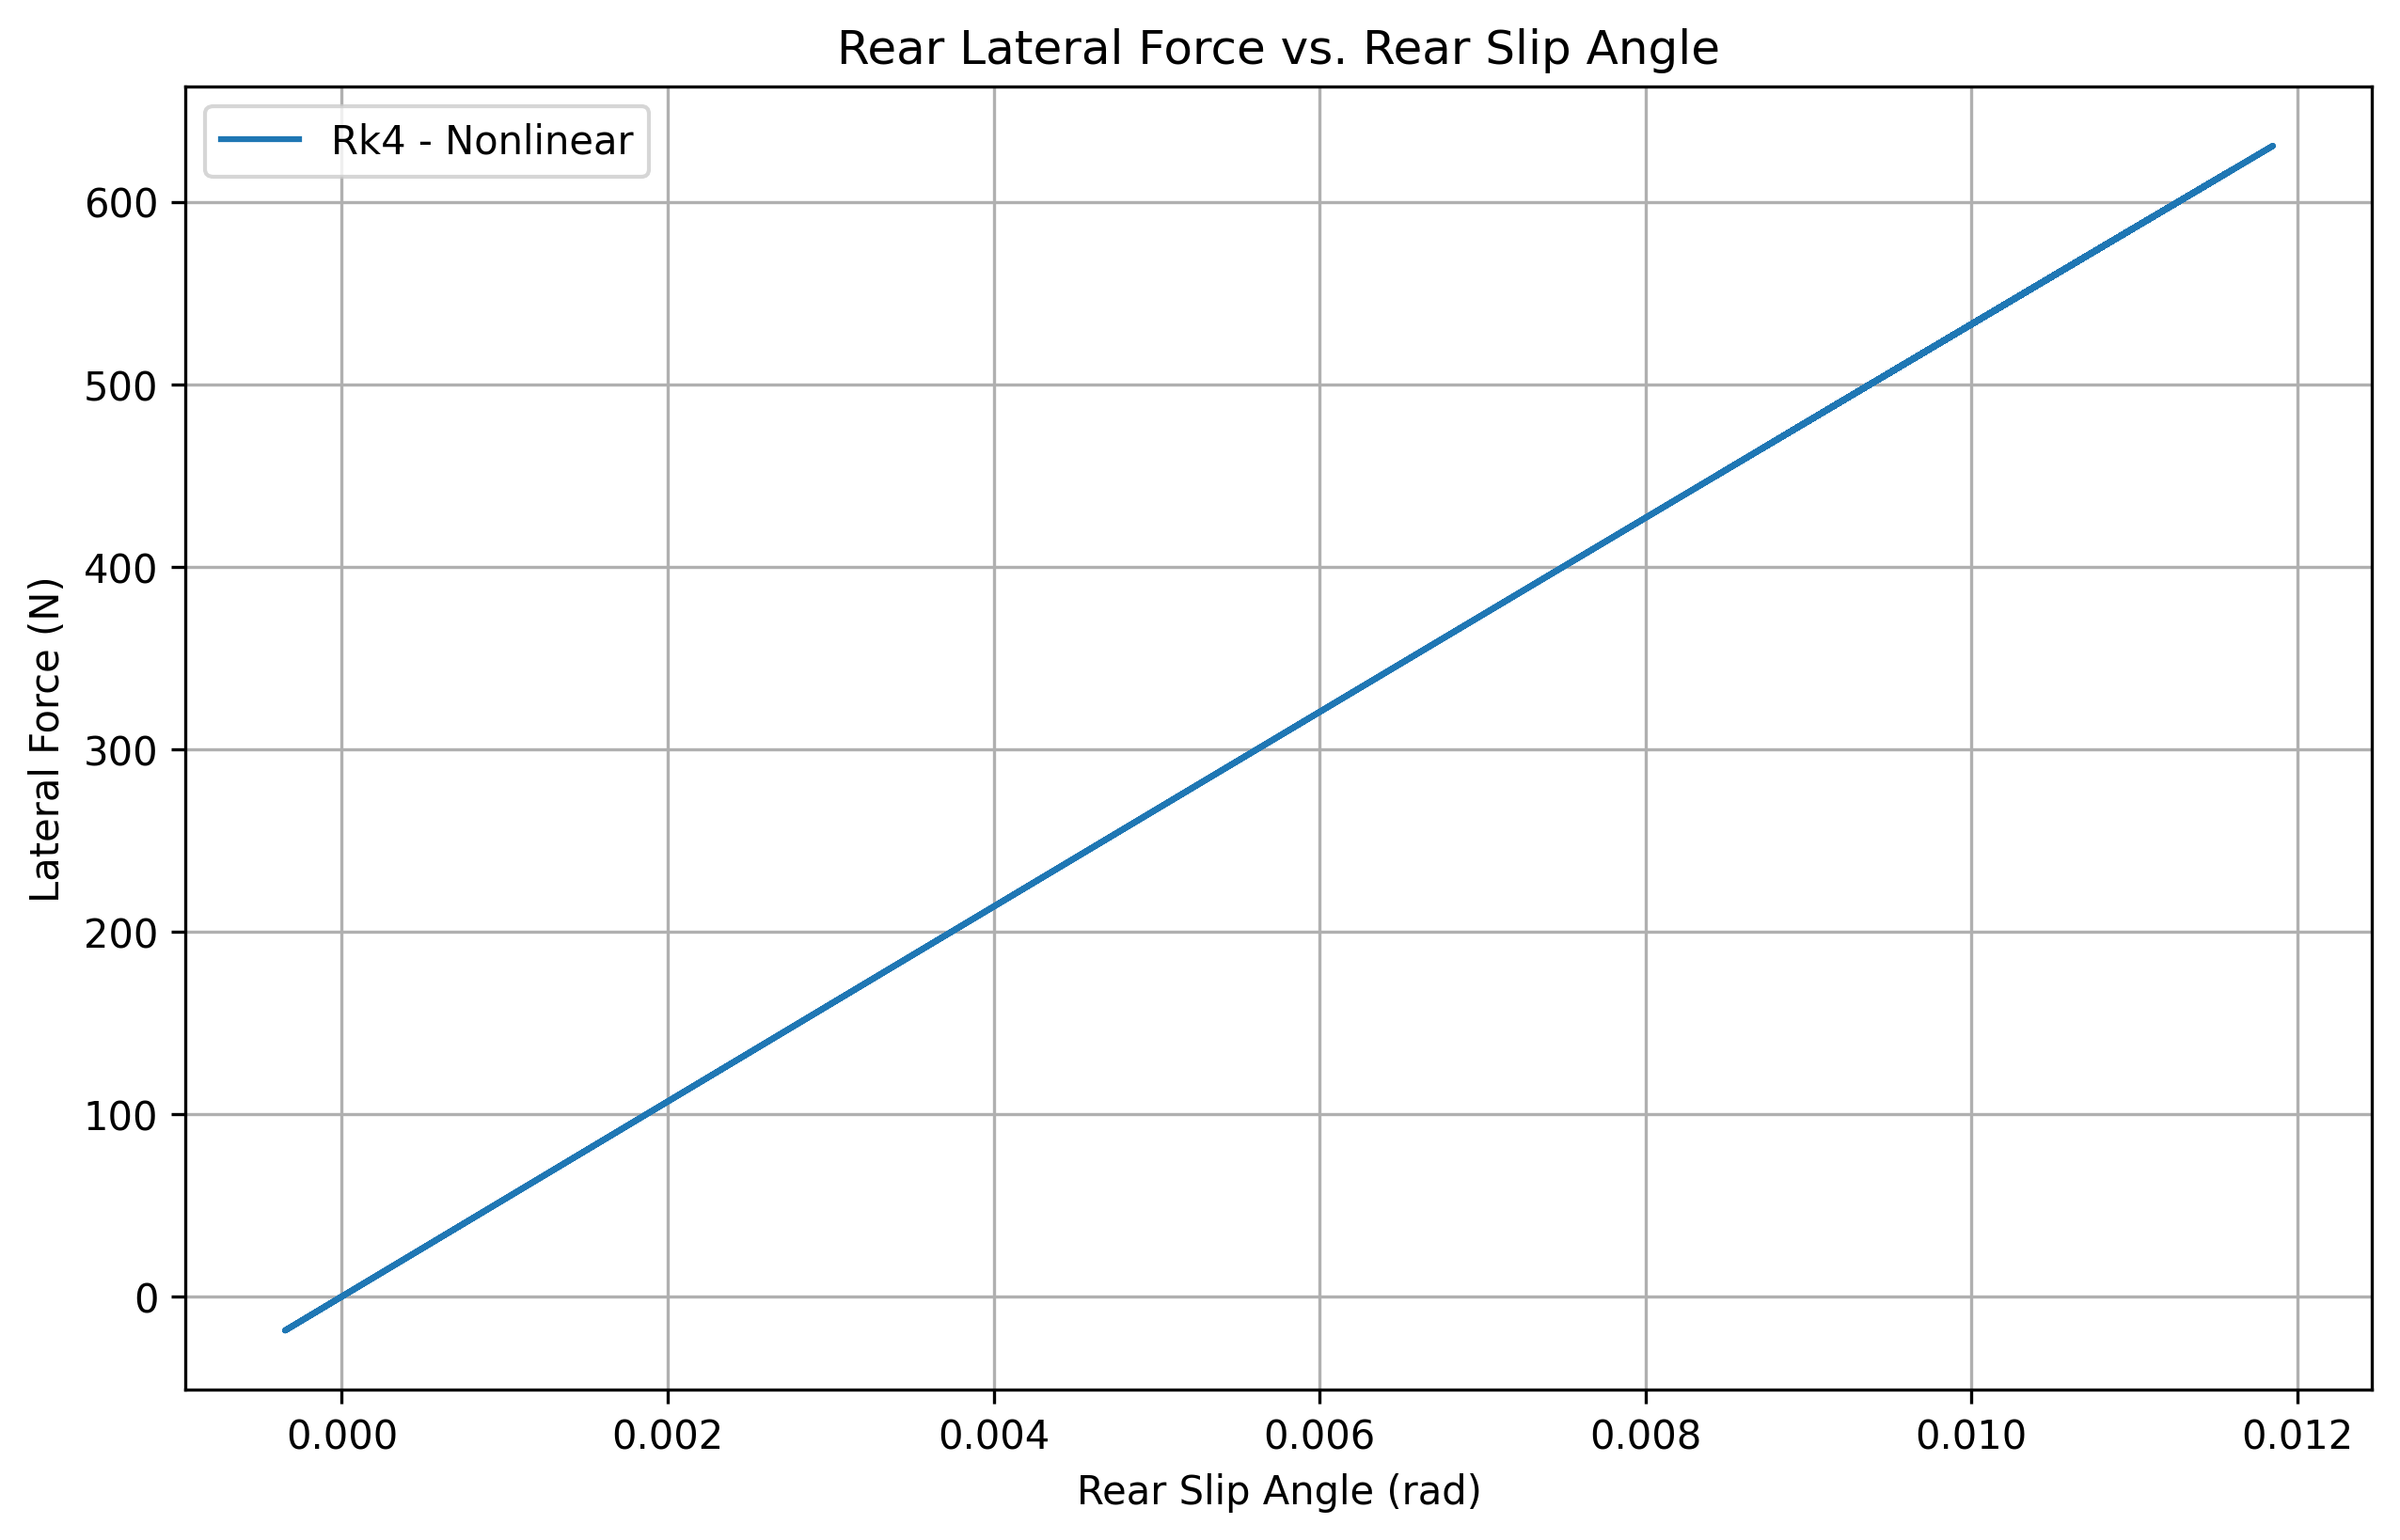 Rear Lateral Force vs. Rear Slip Angle
Rk4 - Nonlinear
600
500
400
300
200
100
0
Lateral Force (N)
0.000 0.002 0.004 0.006 0.008 0.010 0.012
Rear Slip Angle (rad)